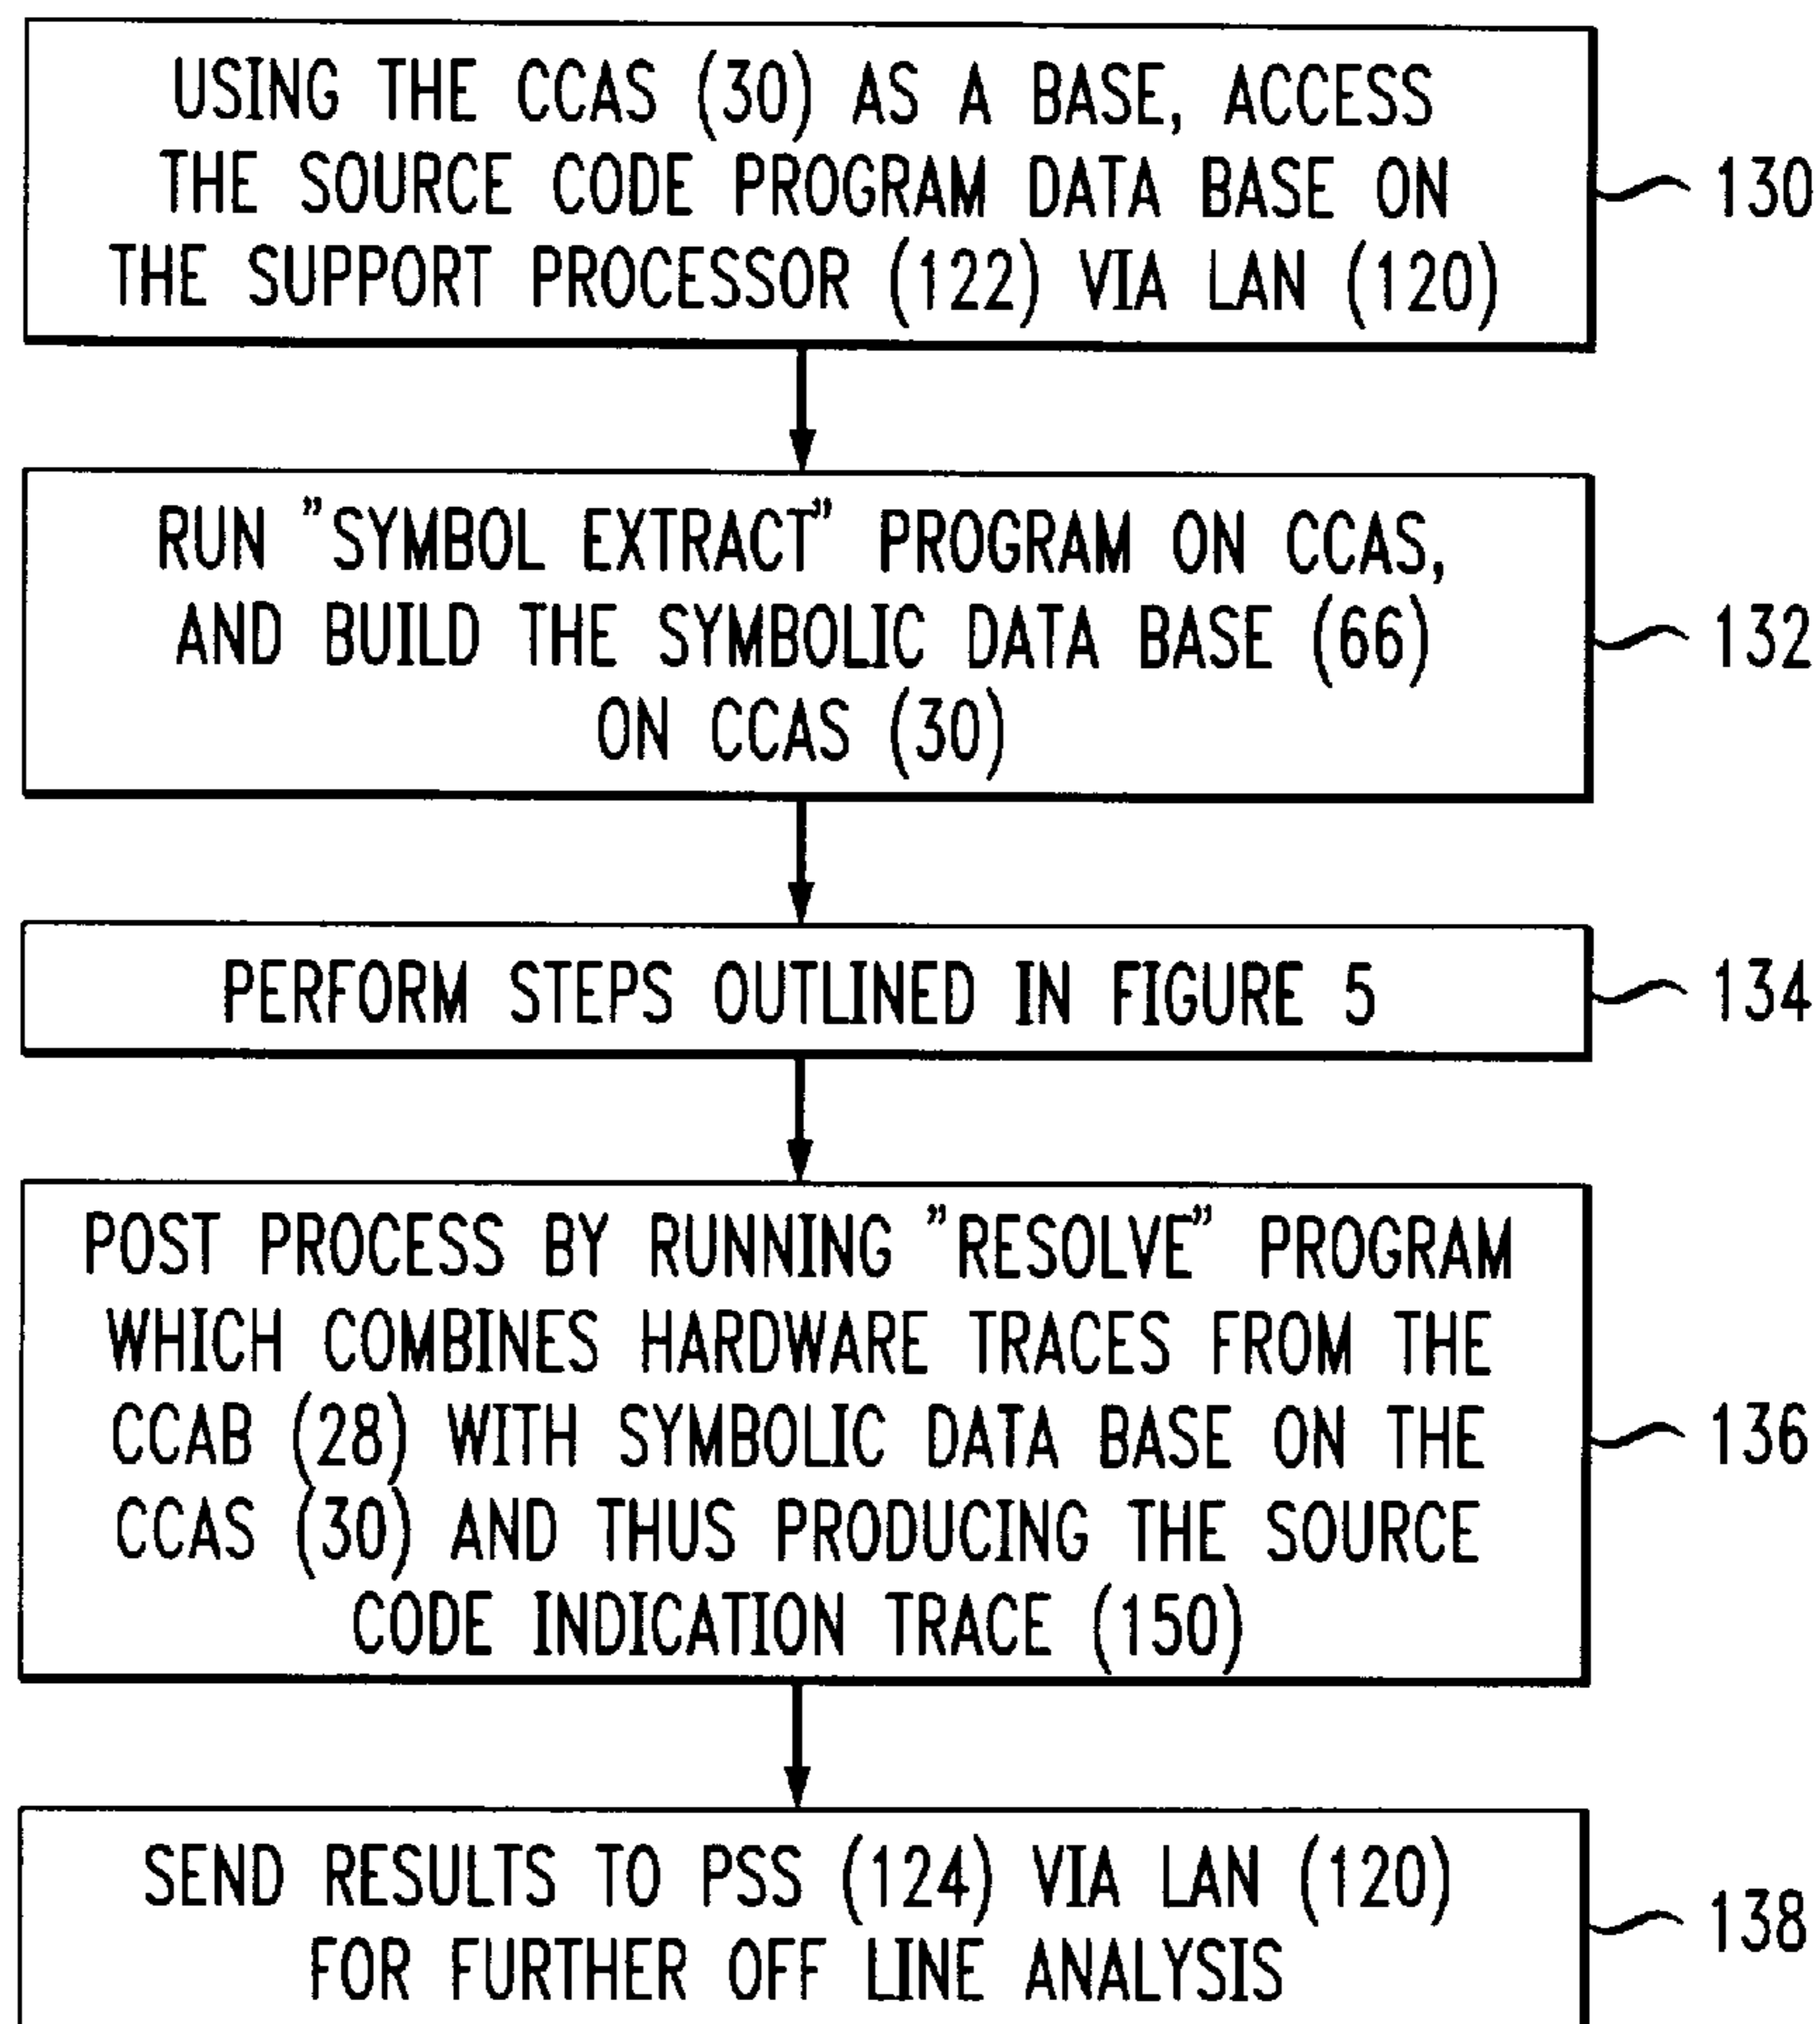 USING THE CCAS (30) AS A BASE, ACCESS
THE SOURCE CODE PROGRAM DATA BASE ON
THE SUPPORT PROCESSOR (122) VIA LAN (120)
130
RUN "SYMBOL EXTRACT" PROGRAM ON CCAS,
AND BUILD THE SYMBOLIC DATA BASE (66)
ON CCAS (30)
132
PERFORM STEPS OUTLINED IN FIGURE 5
134
POST PROCESS BY RUNNING "RESOLVE" PROGRAM
WHICH COMBINES HARDWARE TRACES FROM THE
CCAB (28) WITH SYMBOLIC DATA BASE ON THE
CCAS (30) AND THUS PRODUCING THE SOURCE
CODE INDICATION TRACE (150)
136
SEND RESULTS TO PSS (124) VIA LAN (120)
FOR FURTHER OFF LINE ANALYSIS
138